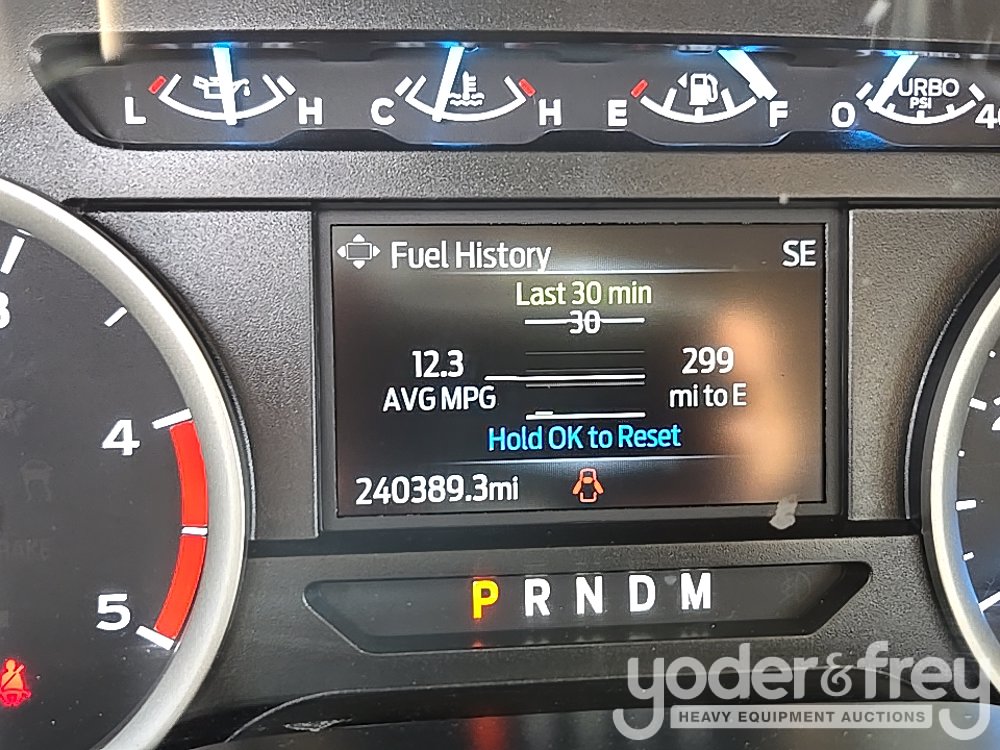 L H C H E F O TURBO
PSI
Fuel History SE
Last 30 min
30
12.3 299
AVG MPG mi to E
Hold OK to Reset
240389.3mi
4
5
P R N D M
yoder&frey
HEAVY EQUIPMENT AUCTIONS